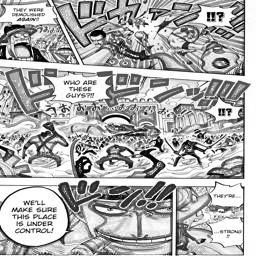 THEY WERE
DEMOLISHED
AGAIN!!
!!?
WHO ARE
THESE
GUYS?!!
!!?
WE'LL
MAKE SURE
THIS PLACE
IS UNDER
CONTROL!
THEY'RE...
...STRONG
!!